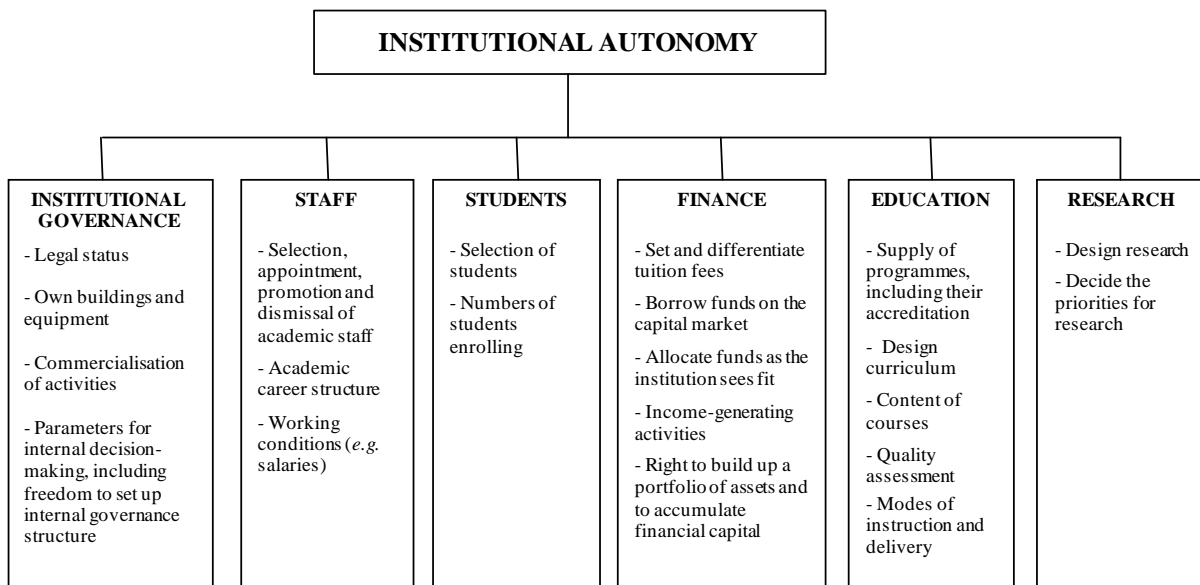 INSTITUTIONAL AUTONOMY
INSTITUTIONAL
GOVERNANCE
- Legal status
- Own buildings and
equipment
- Commercialisation
of activities
- Parameters for
internal decision-
making, including
freedom to set up
internal governance
structure
STAFF
- Selection,
appointment,
promotion and
dismissal of
academic staff
- Academic
career structure
- Working
conditions (e.g.
salaries)
STUDENTS
- Selection of
students
- Numbers of
students
enrolling
FINANCE
- Set and differentiate
tuition fees
- Borrow funds on the
capital market
- Allocate funds as the
institution sees fit
- Income-generating
activities
- Right to build up a
portfolio of assets and
to accumulate
financial capital
EDUCATION
- Supply of
programmes,
including their
accreditation
- Design
curriculum
- Content of
courses
- Quality
assessment
- Modes of
instruction and
delivery
RESEARCH
- Design research
- Decide the
priorities for
research